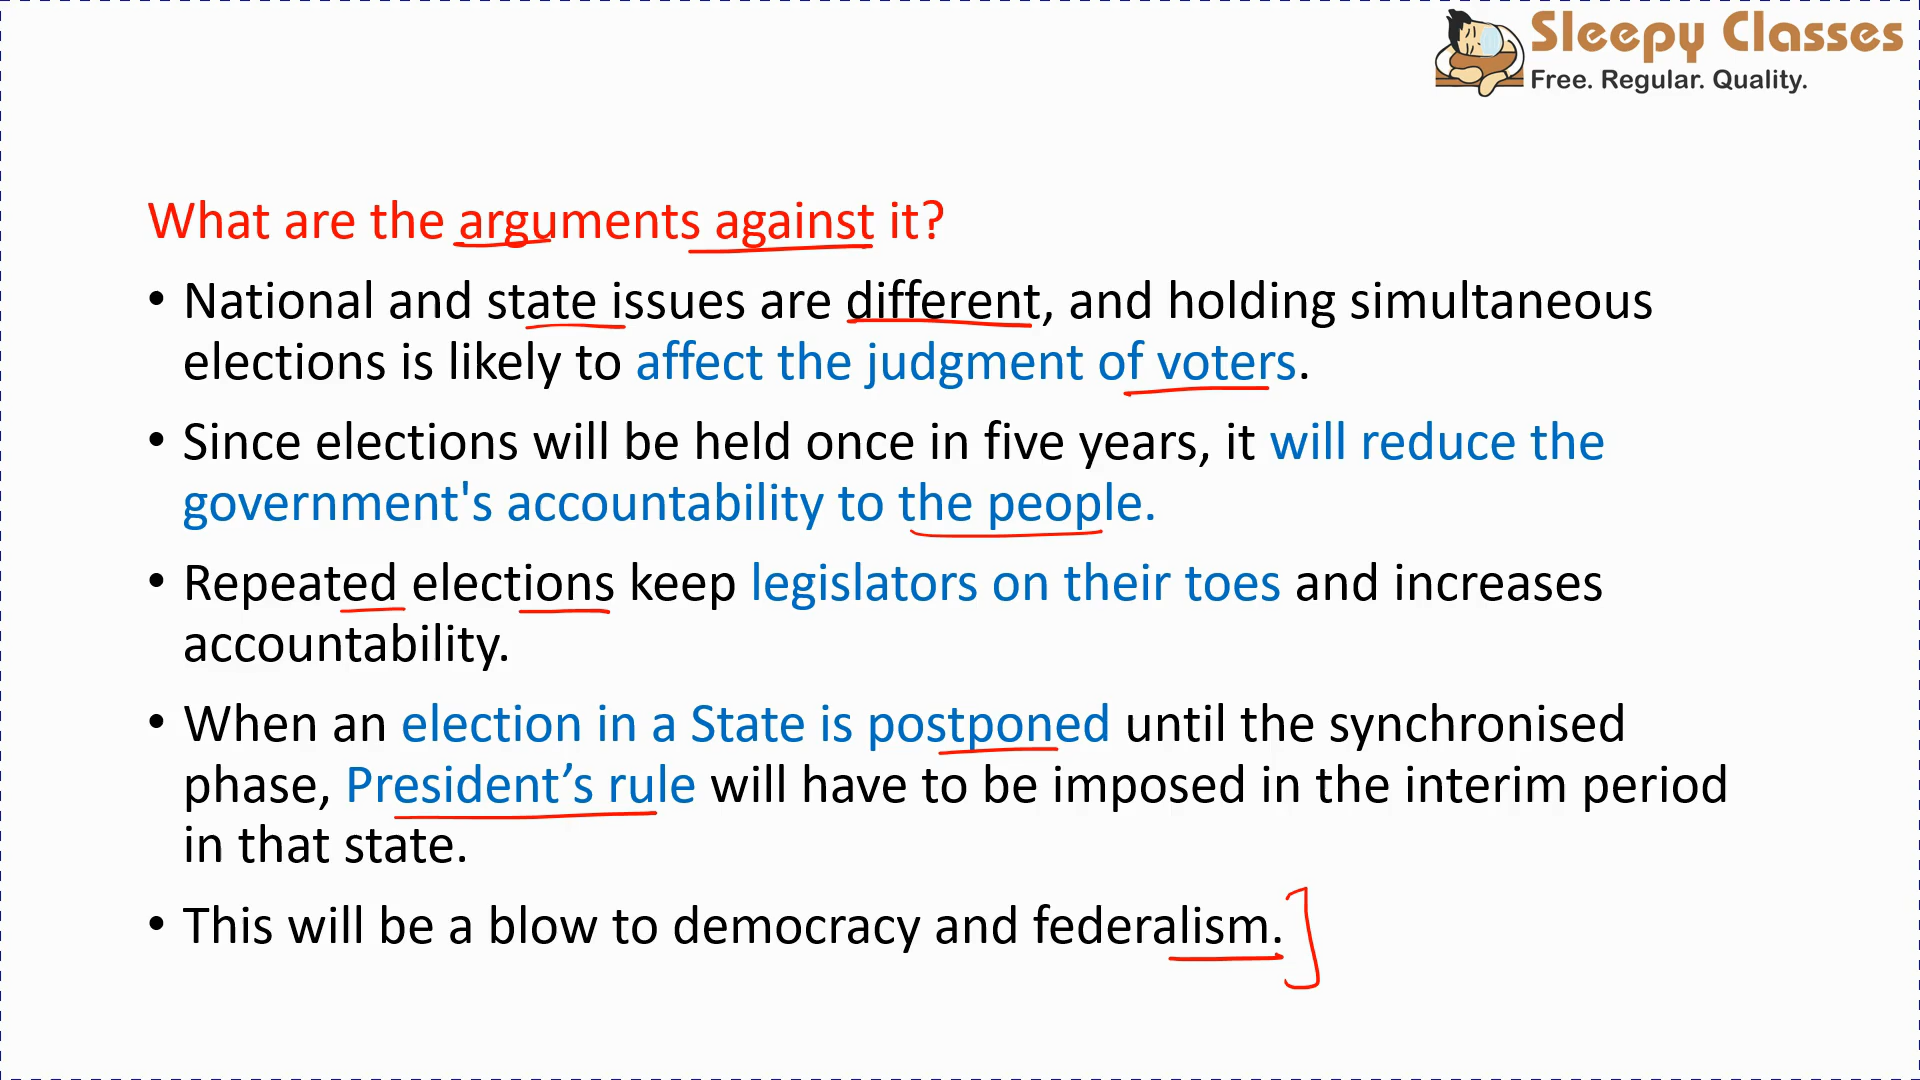 Sleepy Classes
Free. Regular. Quality.
What are the arguments against it?
• National and state issues are different, and holding simultaneous
elections is likely to affect the judgment of voters.
• Since elections will be held once in five years, it will reduce the
government's accountability to the people.
• Repeated elections keep legislators on their toes and increases
accountability.
• When an election in a State is postponed until the synchronised
phase, President’s rule will have to be imposed in the interim period
in that state.
• This will be a blow to democracy and federalism.